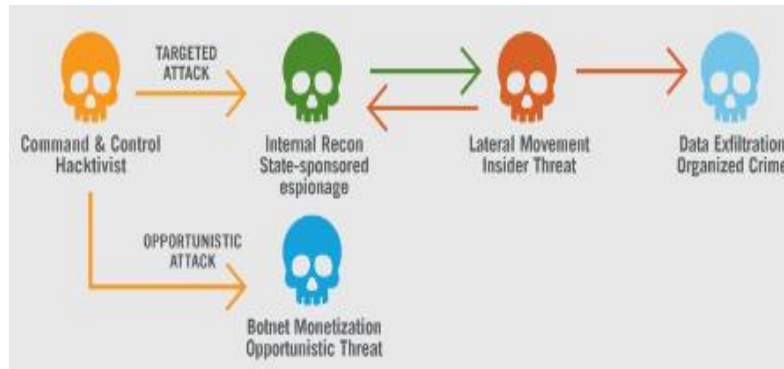 TARGETED
ATTACK
Command & Control
Hacktivist
Internal Recon
State-sponsored
espionage
Lateral Movement
Insider Threat
Data Exfiltration
Organized Crime
OPPORTUNISTIC
ATTACK
Botnet Monetization
Opportunistic Threat